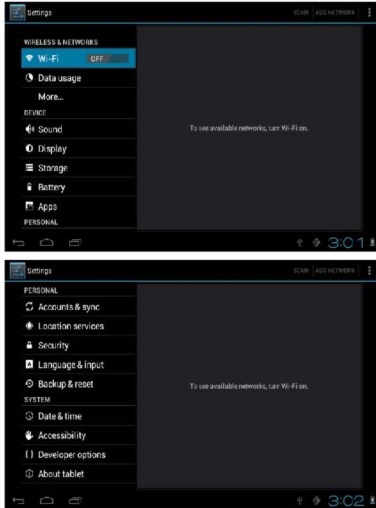 Settings
SCAN ADD NETWORK
WIRELESS & NETWORKS
Wi-Fi OFF
Data usage
More...
DEVICE
Sound
Display
Storage
Battery
Apps
PERSONAL
To see available networks, turn Wi-Fi on.
3:01
Settings
SCAN ADD NETWORK
PERSONAL
Accounts & sync
Location services
Security
Language & input
Backup & reset
SYSTEM
Date & time
Accessibility
Developer options
About tablet
To see available networks, turn Wi-Fi on.
3:02